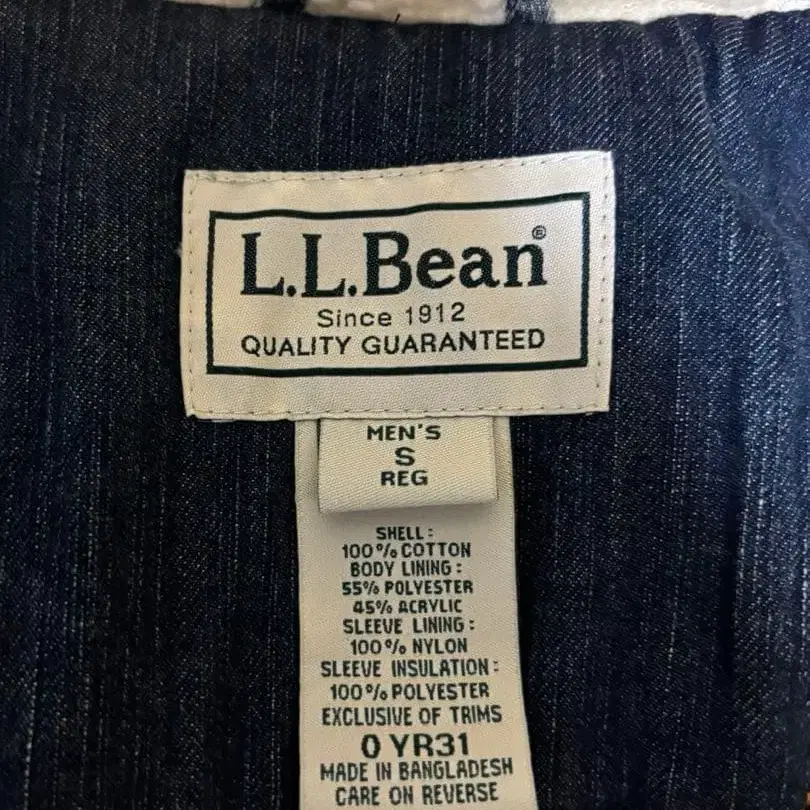 L.L.Bean®
Since 1912
QUALITY GUARANTEED
MEN'S
S
REG
SHELL:
100% COTTON
BODY LINING:
55% POLYESTER
45% ACRYLIC
SLEEVE LINING:
100% NYLON
SLEEVE INSULATION:
100% POLYESTER
EXCLUSIVE OF TRIMS
0 YR31
MADE IN BANGLADESH
CARE ON REVERSE